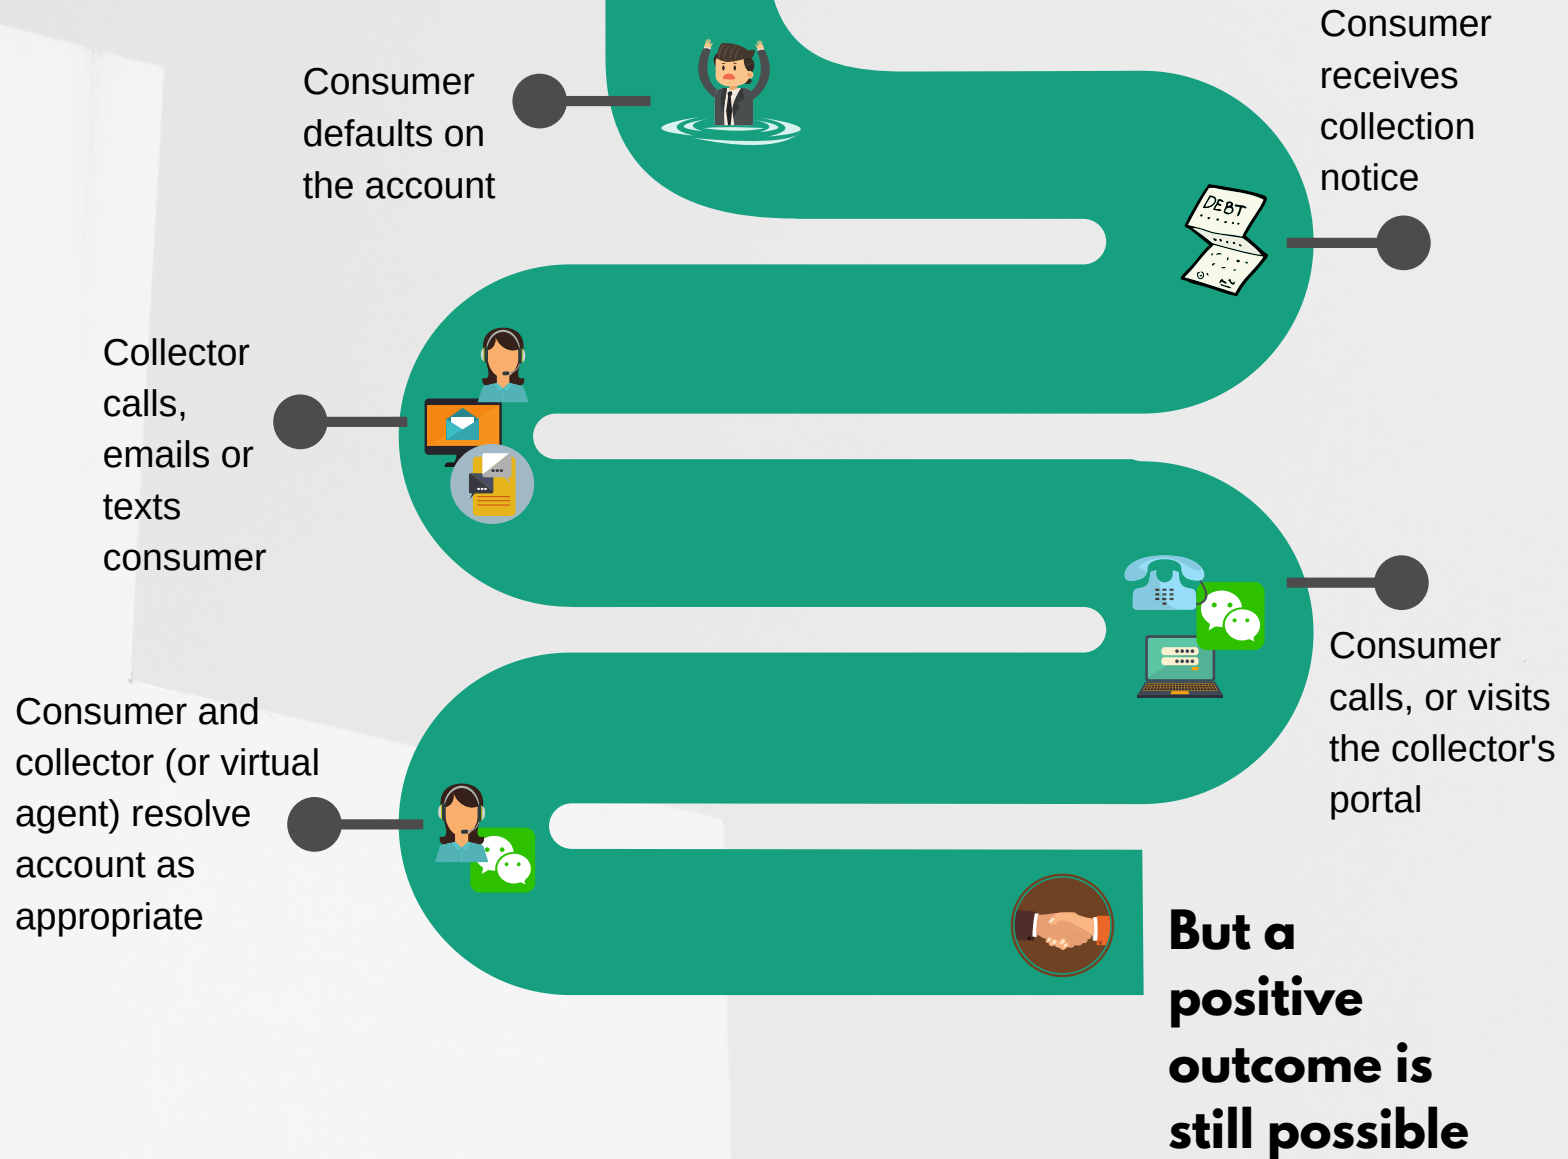 Consumer
defaults on
the account
Consumer
receives
collection
notice
DEBT
Collector
calls,
emails or
texts
consumer
Consumer
calls, or visits
the collector's
portal
Consumer and
collector (or virtual
agent) resolve
account as
appropriate
But a
positive
outcome is
still possible